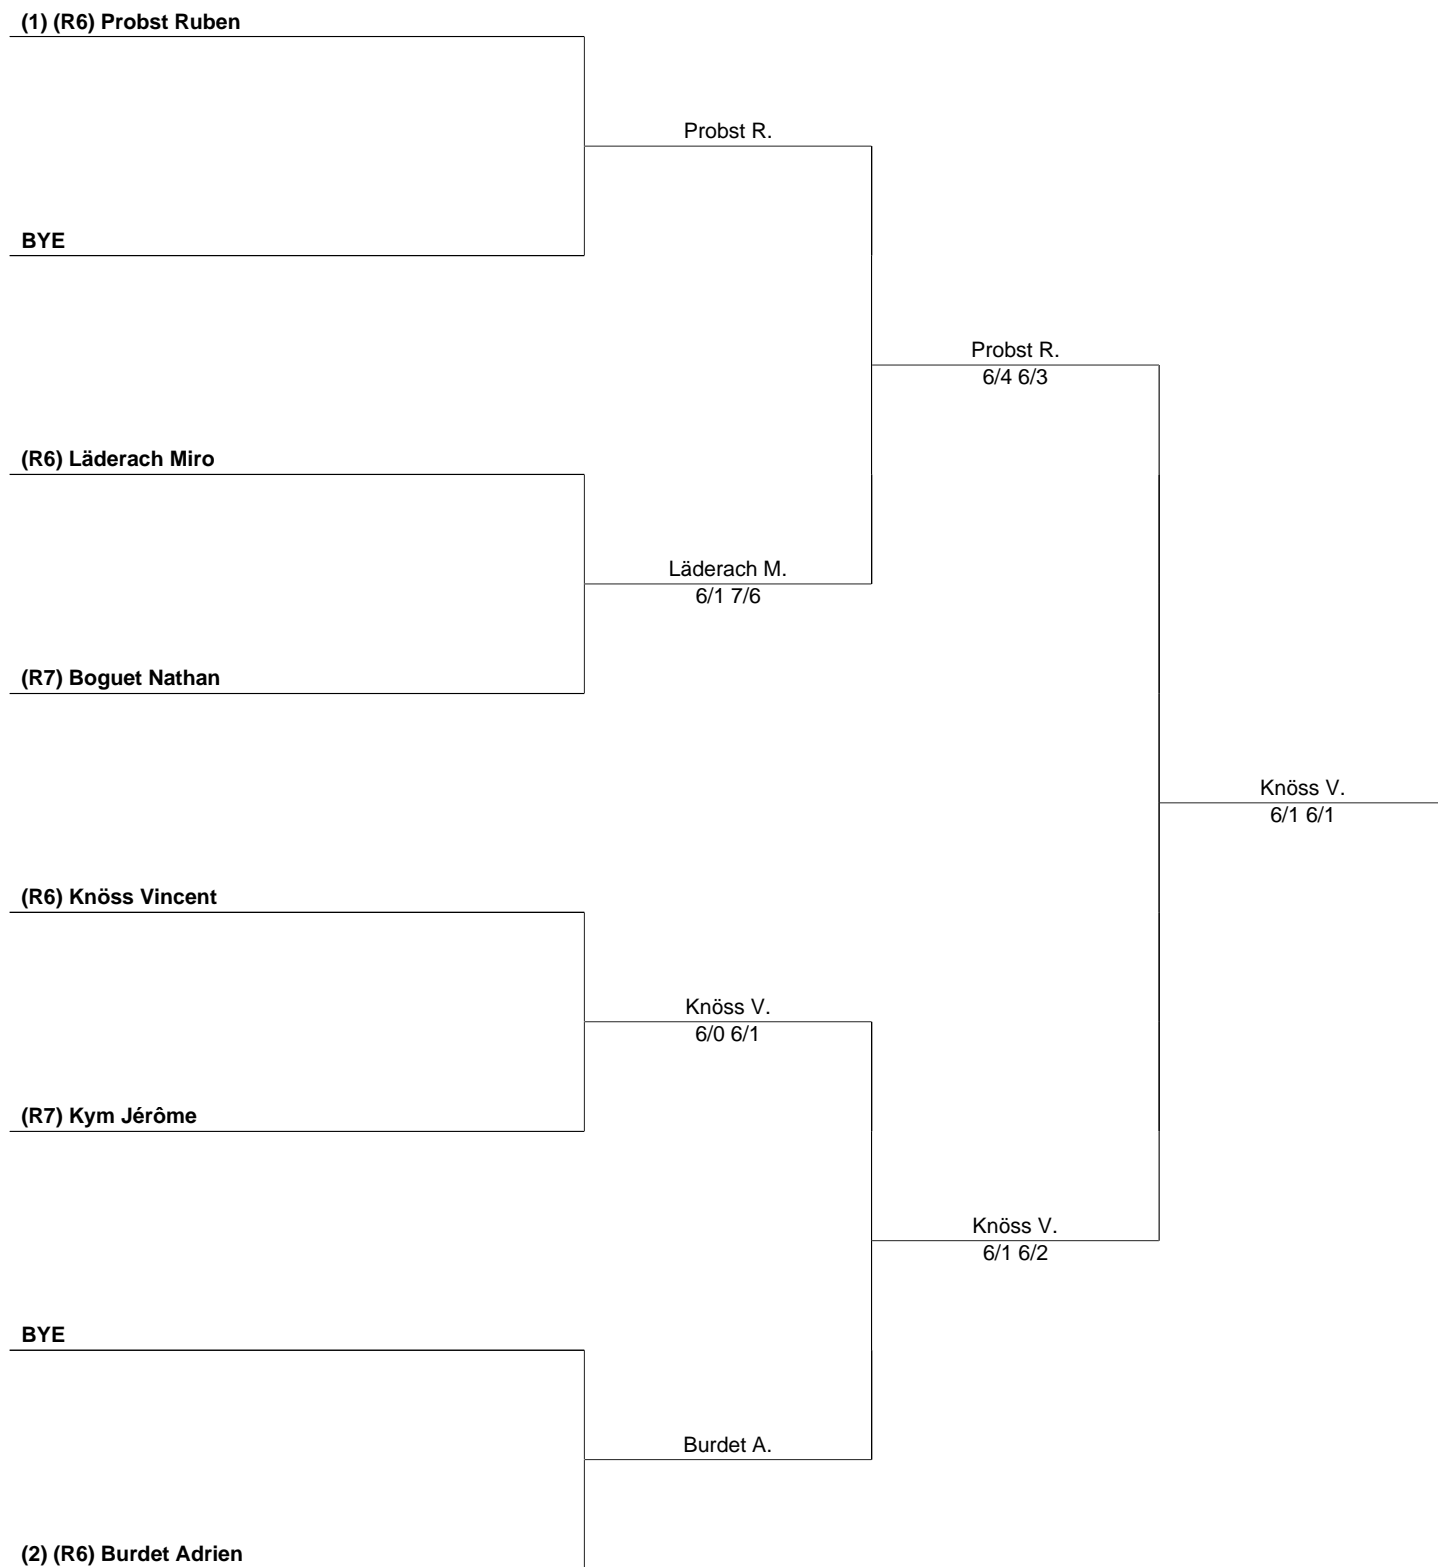 (1) (R6) Probst Ruben
Probst R.
BYE
Probst R.
6/4 6/3
(R6) Läderach Miro
Läderach M.
6/1 7/6
(R7) Boguet Nathan
Knöss V.
6/1 6/1
(R6) Knöss Vincent
Knöss V.
6/0 6/1
(R7) Kym Jérôme
Knöss V.
6/1 6/2
BYE
Burdet A.
(2) (R6) Burdet Adrien